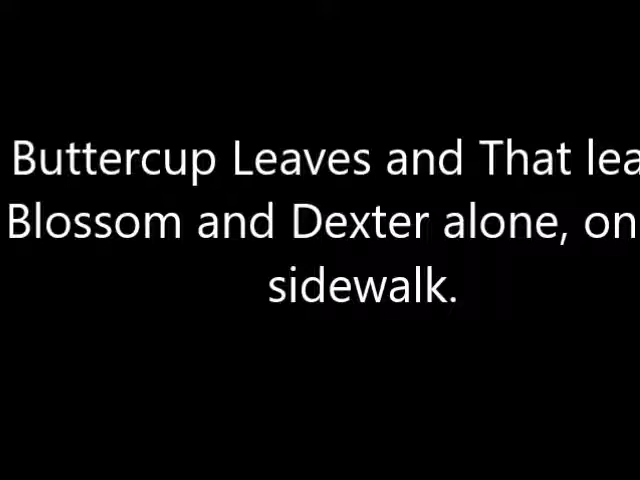 Buttercup Leaves and That lea
Blossom and Dexter alone, on
sidewalk.